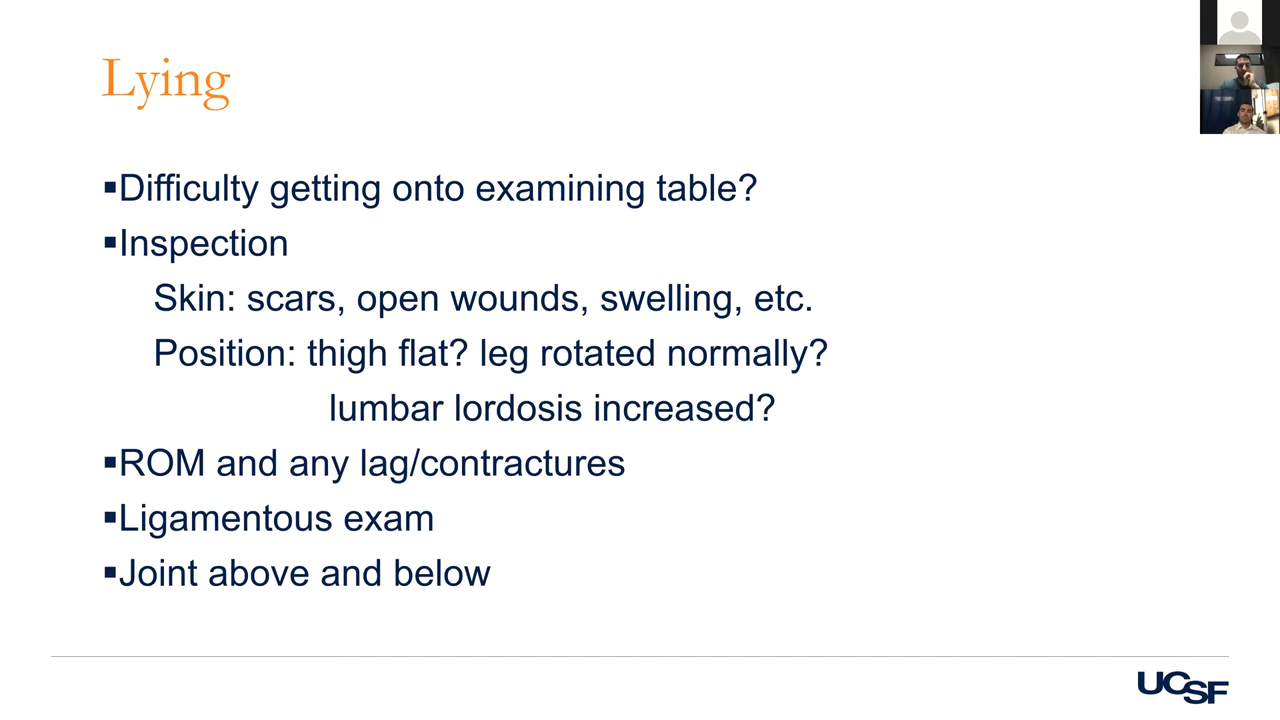 Lying
▪Difficulty getting onto examining table?
▪Inspection
Skin: scars, open wounds, swelling, etc.
Position: thigh flat? leg rotated normally?
lumbar lordosis increased?
▪ROM and any lag/contractures
▪Ligamentous exam
▪Joint above and below
UCSF